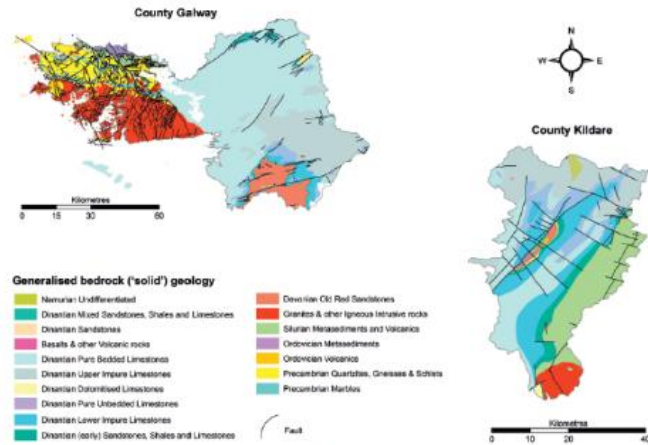 County Galway
N
W
E
S
County Kildare
Kilometres
0
15
30
60
Generalised bedrock ('solid') geology
Namurian Undifferentiated
Dinantian Mixed Sandstones, Shales and Limestones
Dinantian Sandstones
Basalts & other Volcanic rocks
Dinantian Pure Bedded Limestones
Dinantian Upper Impure Limestones
Dinantian Dolomitised Limestones
Dinantian Pure Unbedded Limestones
Dinantian Lower Impure Limestones
Dinantian (early) Sandstones, Shales and Limestones
Devonian Old Red Sandstones
Granites & other Igneous Intrusive rocks
Silurian Metasediments and Volcanics
Ordovician Metasediments
Ordovician Volcanics
Precambrian Quartzites, Gneisses & Schists
Precambrian Marbles
Fault
Kilometres
0
10
20
40